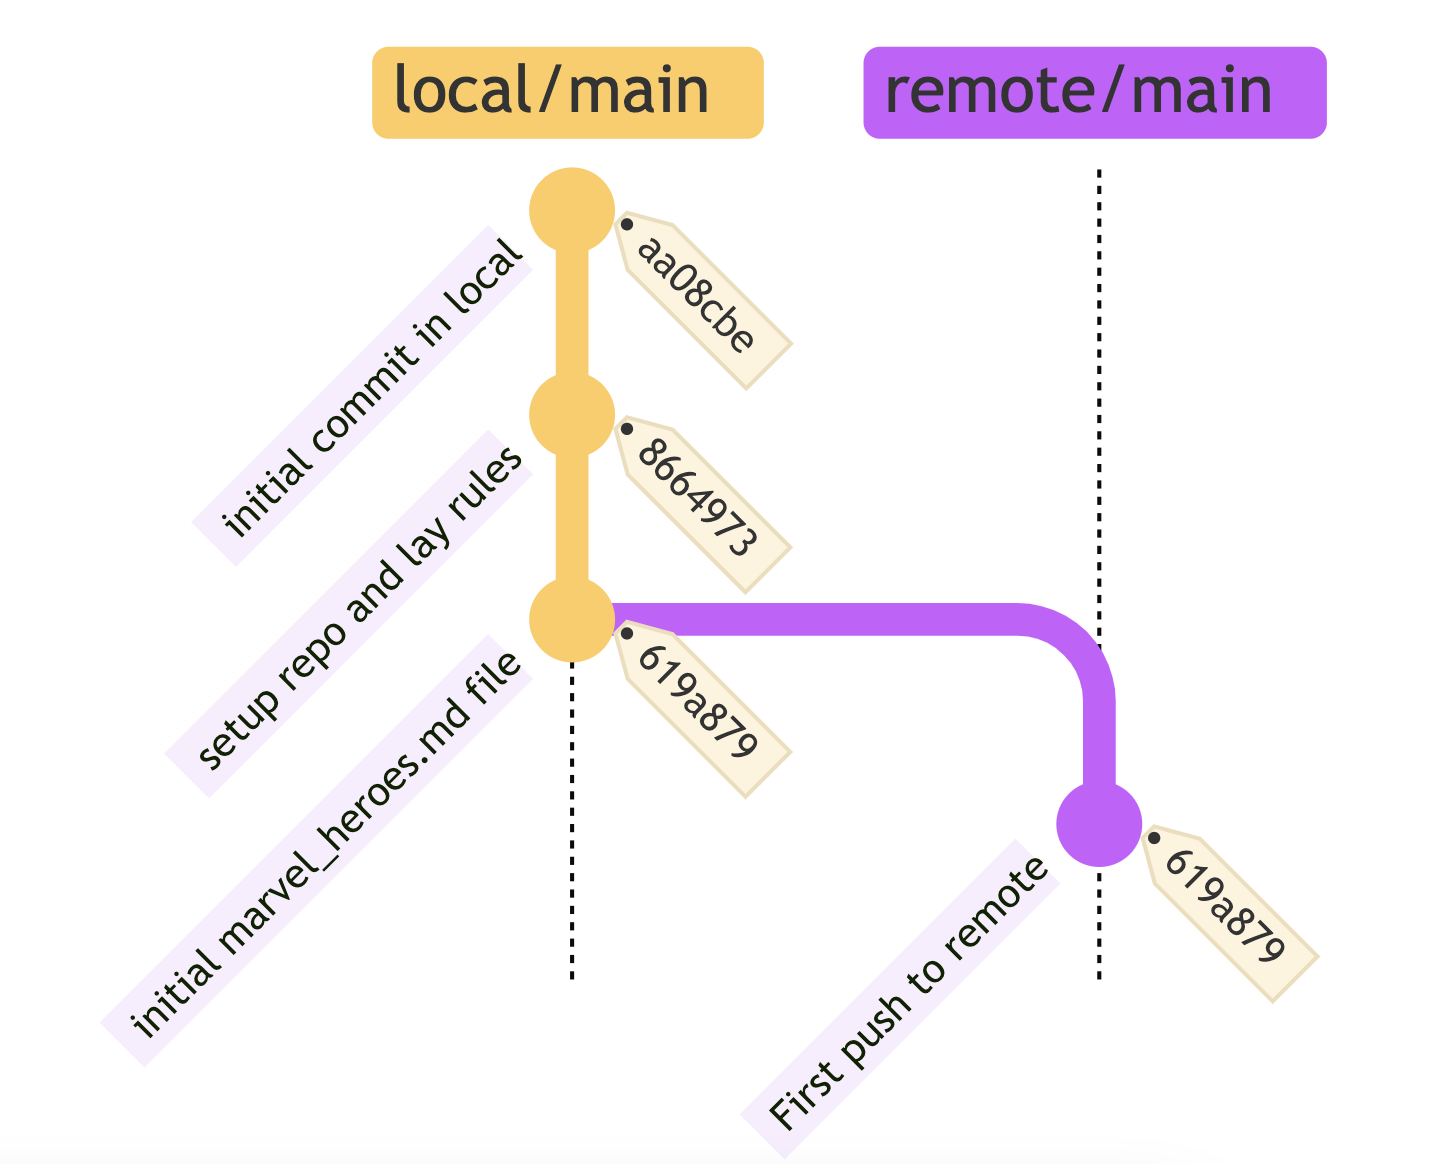 local/main
remote/main
initial commit in local
aa08cbe
setup repo and lay rules
8664973
initial marvel_heroes.md file
619a879
First push to remote
619a879